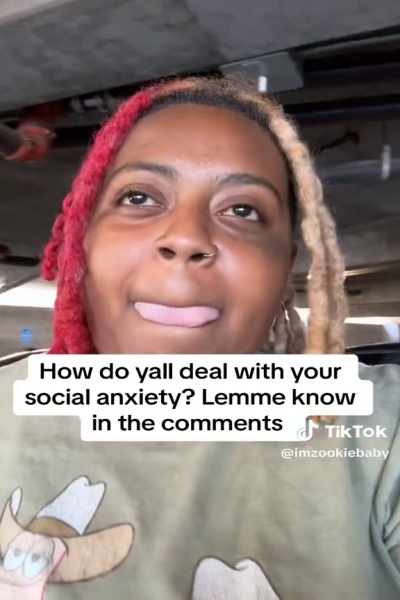 How do yall deal with your
social anxiety? Lemme know
in the comments
TikTok
@imzookiebaby